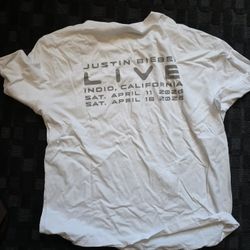 JUSTIN BIEBER
LIVE
INDIO, CALIFORNIA
SAT. APRIL 11 2026
SAT. APRIL 18 2026